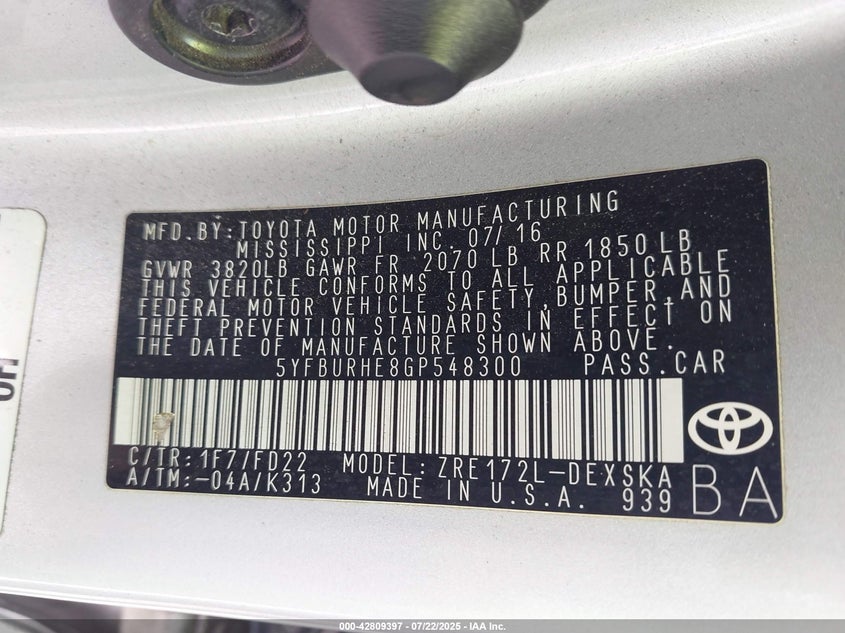 MFD. BY: TOYOTA MOTOR MANUFACTURING
MISSISSIPPI INC. 07/16
GVWR 3820LB GAWR FR 2070 LB RR 1850 LB
THIS VEHICLE CONFORMS TO ALL APPLICABLE
FEDERAL MOTOR VEHICLE SAFETY, BUMPER, AND
THEFT PREVENTION STANDARDS IN EFFECT ON
THE DATE OF MANUFACTURE SHOWN ABOVE.
5YFBURHE8GP548300 PASS. CAR
C/TR: 1F7/FD22 MODEL: ZRE172L-DEXSKA
A/TM: -04A/K313 MADE IN U.S.A. 939
BA
000-42809397 - 07/22/2025 - IAA Inc.